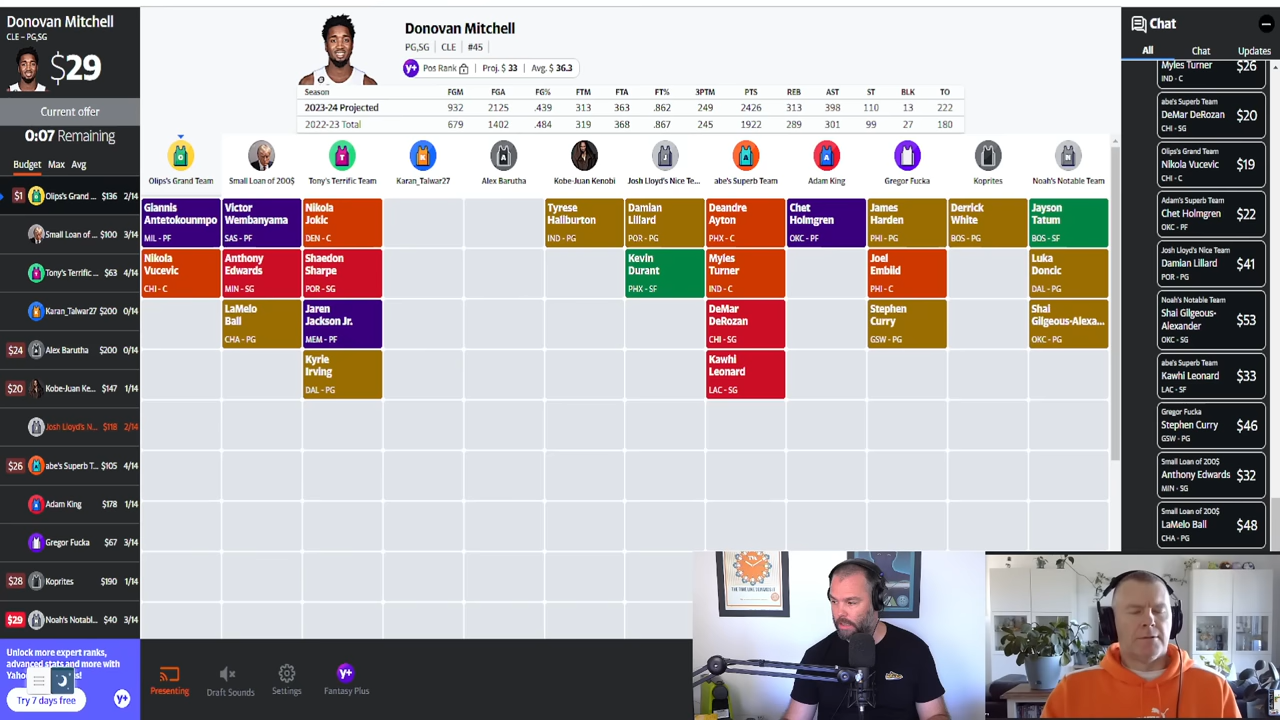 Donovan Mitchell
CLE – PG,SG
$29
Current offer
0:07 Remaining
Budget Max Avg
$1 Olips's Grand ... $136 2/14
Small Loan of ... $100 3/14
Tony's Terrific ... $63 4/14
Karan_Talwar27 $200 0/14
$24 Alex Barutha $200 0/14
$20 Kobe-Juan Ke... $147 1/14
Josh Lloyd's N... $118 2/14
$26 abe's Superb T... $105 4/14
Adam King $178 1/14
Gregor Fucka $67 3/14
$28 Koprites $190 1/14
$29 Noah's Notabl... $40 3/14
Unlock more expert ranks,
advanced stats and more with
Try 7 days free
y+
Donovan Mitchell
PG,SG CLE #45
y+ Pos Rank Proj. $ 33 Avg. $ 36.3
Season FGM FGA FG% FTM FTA FT% 3PTM PTS REB AST ST BLK TO
2023-24 Projected 932 2125 .439 313 363 .862 249 2426 313 398 110 13 222
2022-23 Total 679 1402 .484 319 368 .867 245 1922 289 301 99 27 180
Olips's Grand Team Small Loan of 200$ Tony's Terrific Team Karan_Talwar27 Alex Barutha Kobe-Juan Kenobi Josh Lloyd's Nice Te... abe's Superb Team Adam King Gregor Fucka Koprites Noah's Notable Team
Giannis Victor Nikola Tyrese Damian Deandre Chet James Derrick Jayson
Antetokounmpo Wembanyama Jokic Haliburton Lillard Ayton Holmgren Harden White Tatum
MIL - PF SAS - PF DEN - C IND - PG POR - PG PHX - C OKC - PF PHI - PG BOS - PG BOS - SF
Nikola Anthony Shaedon Kevin Myles Joel Luka
Vucevic Edwards Sharpe Durant Turner Embiid Doncic
CHI - C MIN - SG POR - SG PHX - SF IND - C PHI - C DAL - PG
LaMelo Jaren DeMar Stephen Shai
Ball Jackson Jr. DeRozan Curry Gilgeous-Alexa...
CHA - PG MEM - PF CHI - SG GSW - PG OKC - PG
Kyrie Kawhi
Irving Leonard
DAL - PG LAC - SG
Presenting Draft Sounds Settings Fantasy Plus
Chat
All Chat Updates
Myles Turner $26
IND - C
abe's Superb Team
DeMar DeRozan $20
CHI - SG
Olips's Grand Team
Nikola Vucevic $19
CHI - C
Adam's Superb Team
Chet Holmgren $22
OKC - PF
Josh Lloyd's Nice Team
Damian Lillard $41
POR - PG
Noah's Notable Team
Shai
Gilgeous- $53
Alexander
OKC - SG
abe's Superb Team
Kawhi Leonard $33
LAC - SF
Gregor Fucka
Stephen Curry $46
GSW - PG
Small Loan of 200$
Anthony Edwards $32
MIN - SG
Small Loan of 200$
LaMelo Ball $48
CHA - PG